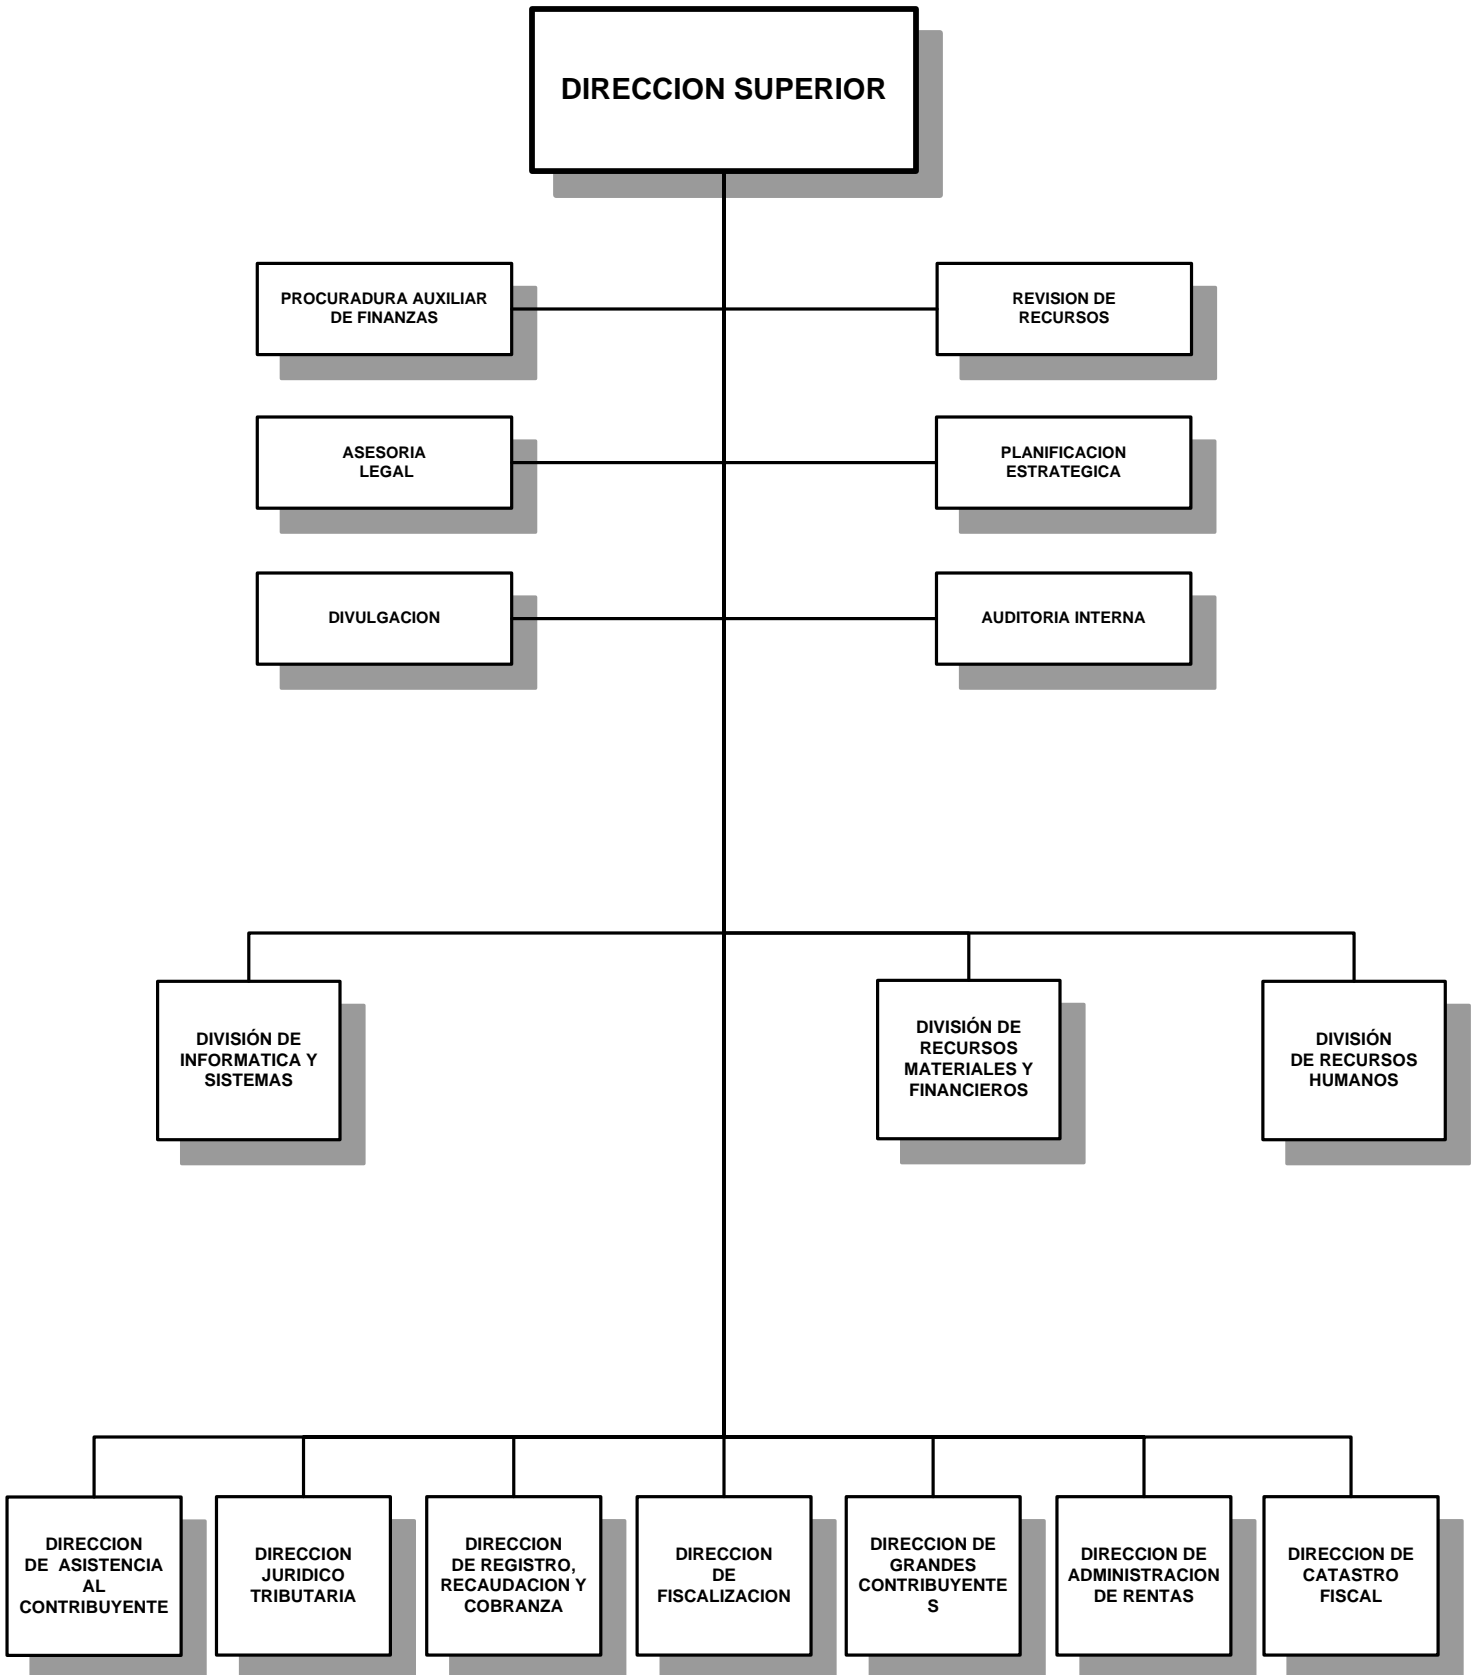 DIRECCION SUPERIOR
PROCURADURA AUXILIAR
DE FINANZAS
REVISION DE
RECURSOS
ASESORIA
LEGAL
PLANIFICACION
ESTRATEGICA
DIVULGACION
AUDITORIA INTERNA
DIVISIÓN DE
INFORMATICA Y
SISTEMAS
DIVISIÓN DE
RECURSOS
MATERIALES Y
FINANCIEROS
DIVISIÓN
DE RECURSOS
HUMANOS
DIRECCION
DE ASISTENCIA
AL
CONTRIBUYENTE
DIRECCION
JURIDICO
TRIBUTARIA
DIRECCION
DE REGISTRO,
RECAUDACION Y
COBRANZA
DIRECCION
DE
FISCALIZACION
DIRECCION DE
GRANDES
CONTRIBUYENTE
S
DIRECCION DE
ADMINISTRACION
DE RENTAS
DIRECCION DE
CATASTRO
FISCAL